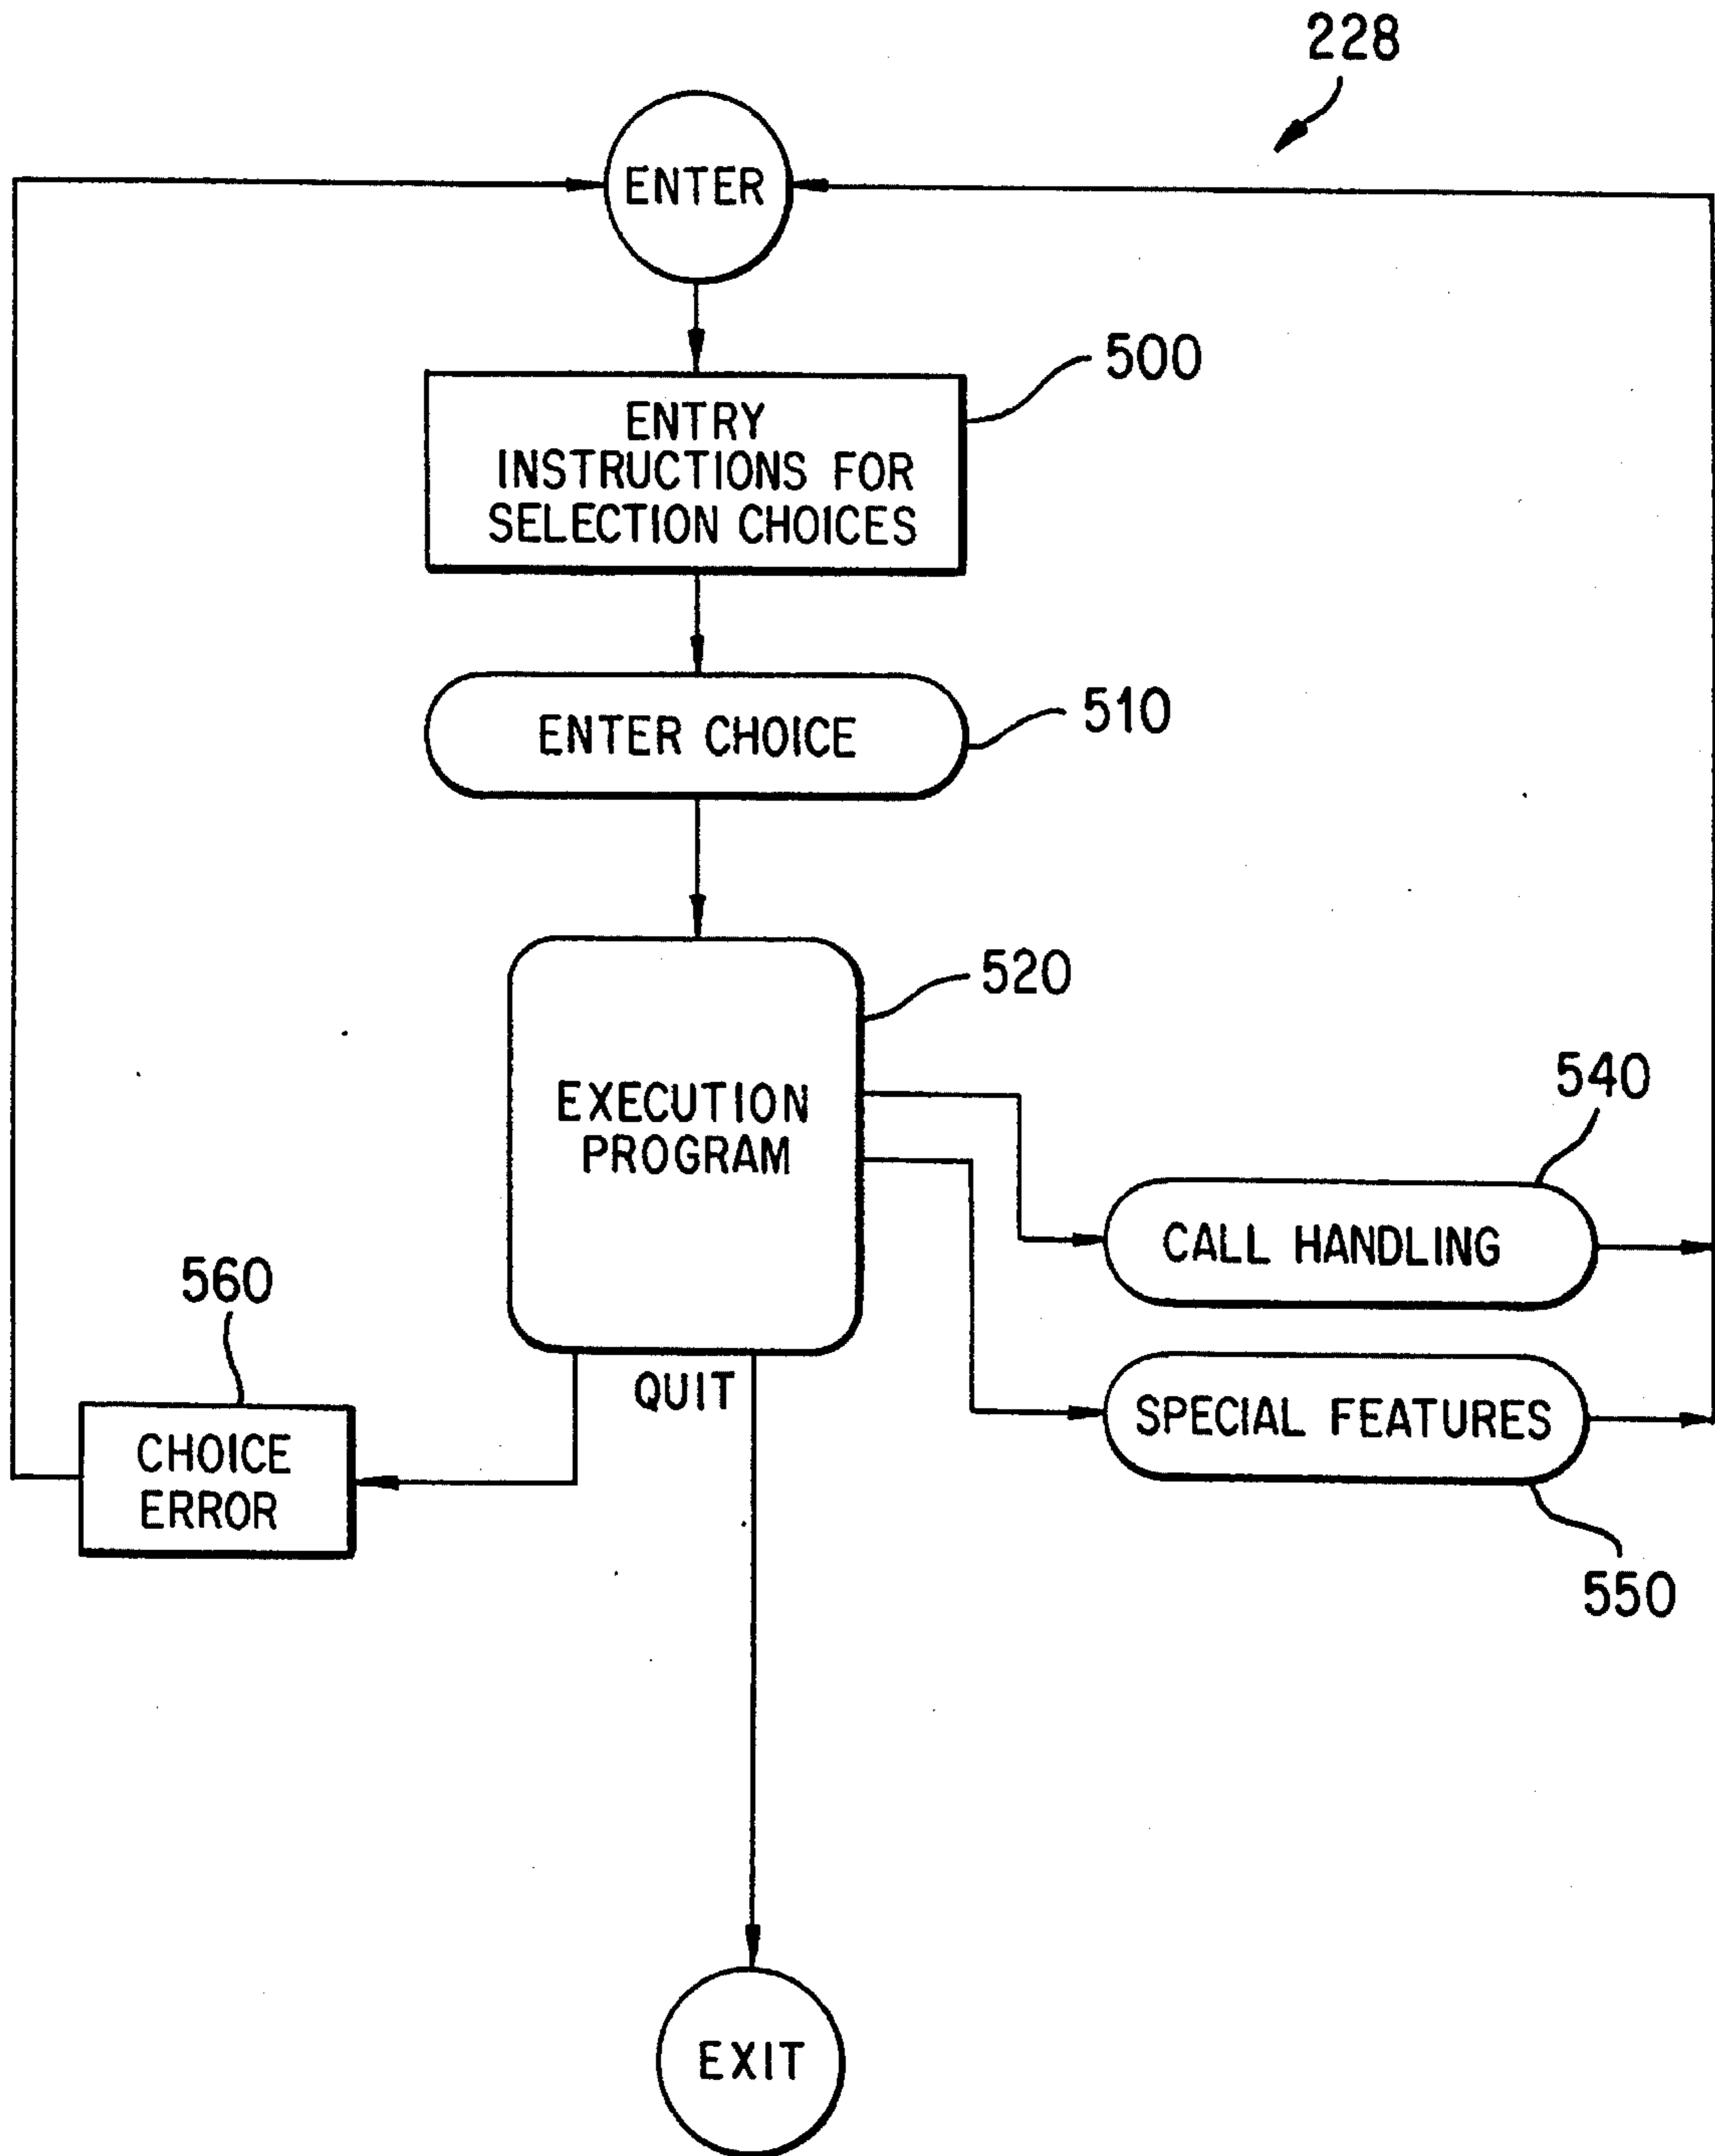 228
ENTER
500
ENTRY
INSTRUCTIONS FOR
SELECTION CHOICES
510
ENTER CHOICE
520
EXECUTION
PROGRAM
540
CALL HANDLING
560
QUIT
SPECIAL FEATURES
CHOICE
ERROR
550
EXIT